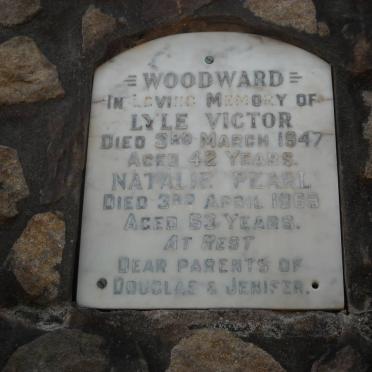 =WOODWARD=
IN LOVING MEMORY OF
LYLE VICTOR
DIED 3RD MARCH 1947
AGED 42 YEARS.
NATALIE PEARL
DIED 3RD APRIL
AGED 53 YEARS.
AT REST
DEAR PARENTS OF
DOUGLAS & JENIFER.